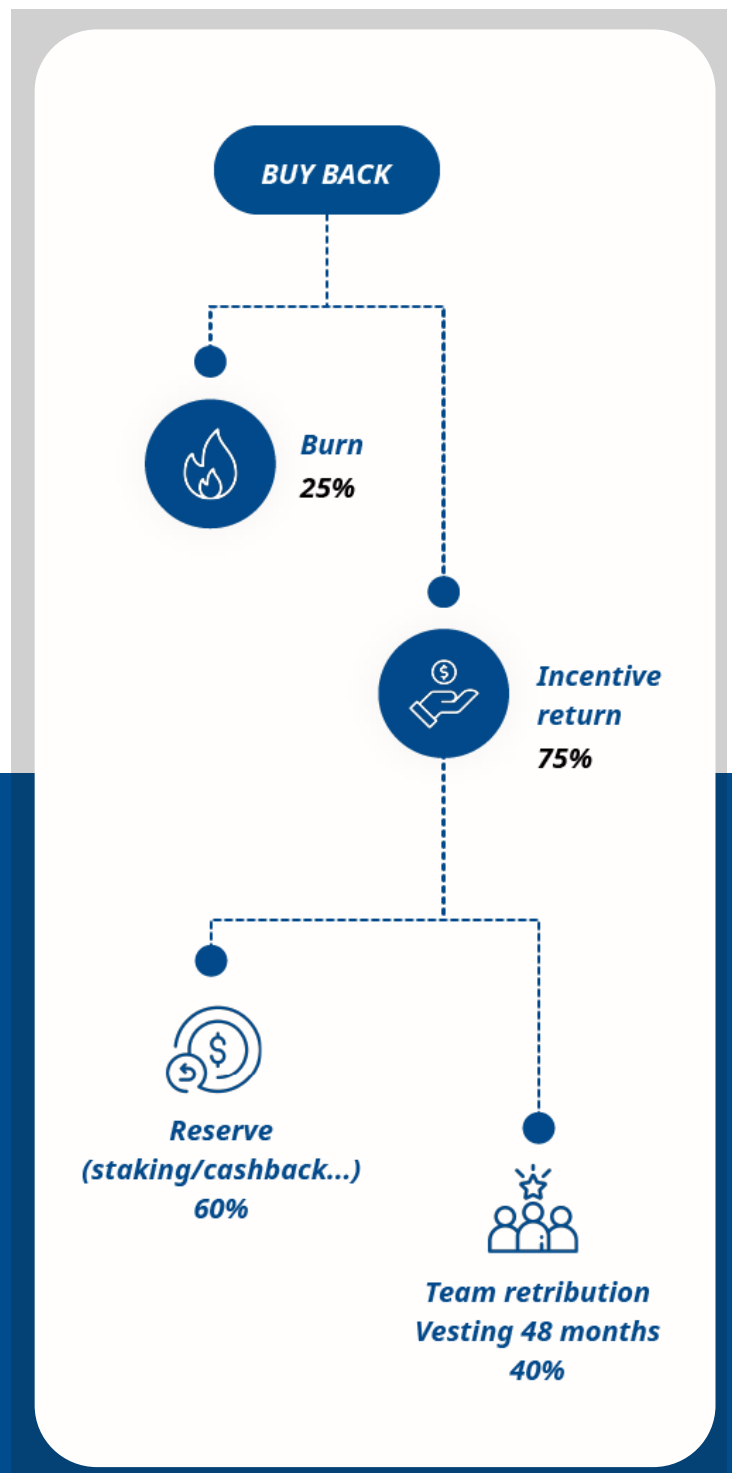 BUY BACK
Burn
25%
Incentive
return
75%
Reserve
(staking/cashback...)
60%
Team retribution
Vesting 48 months
40%